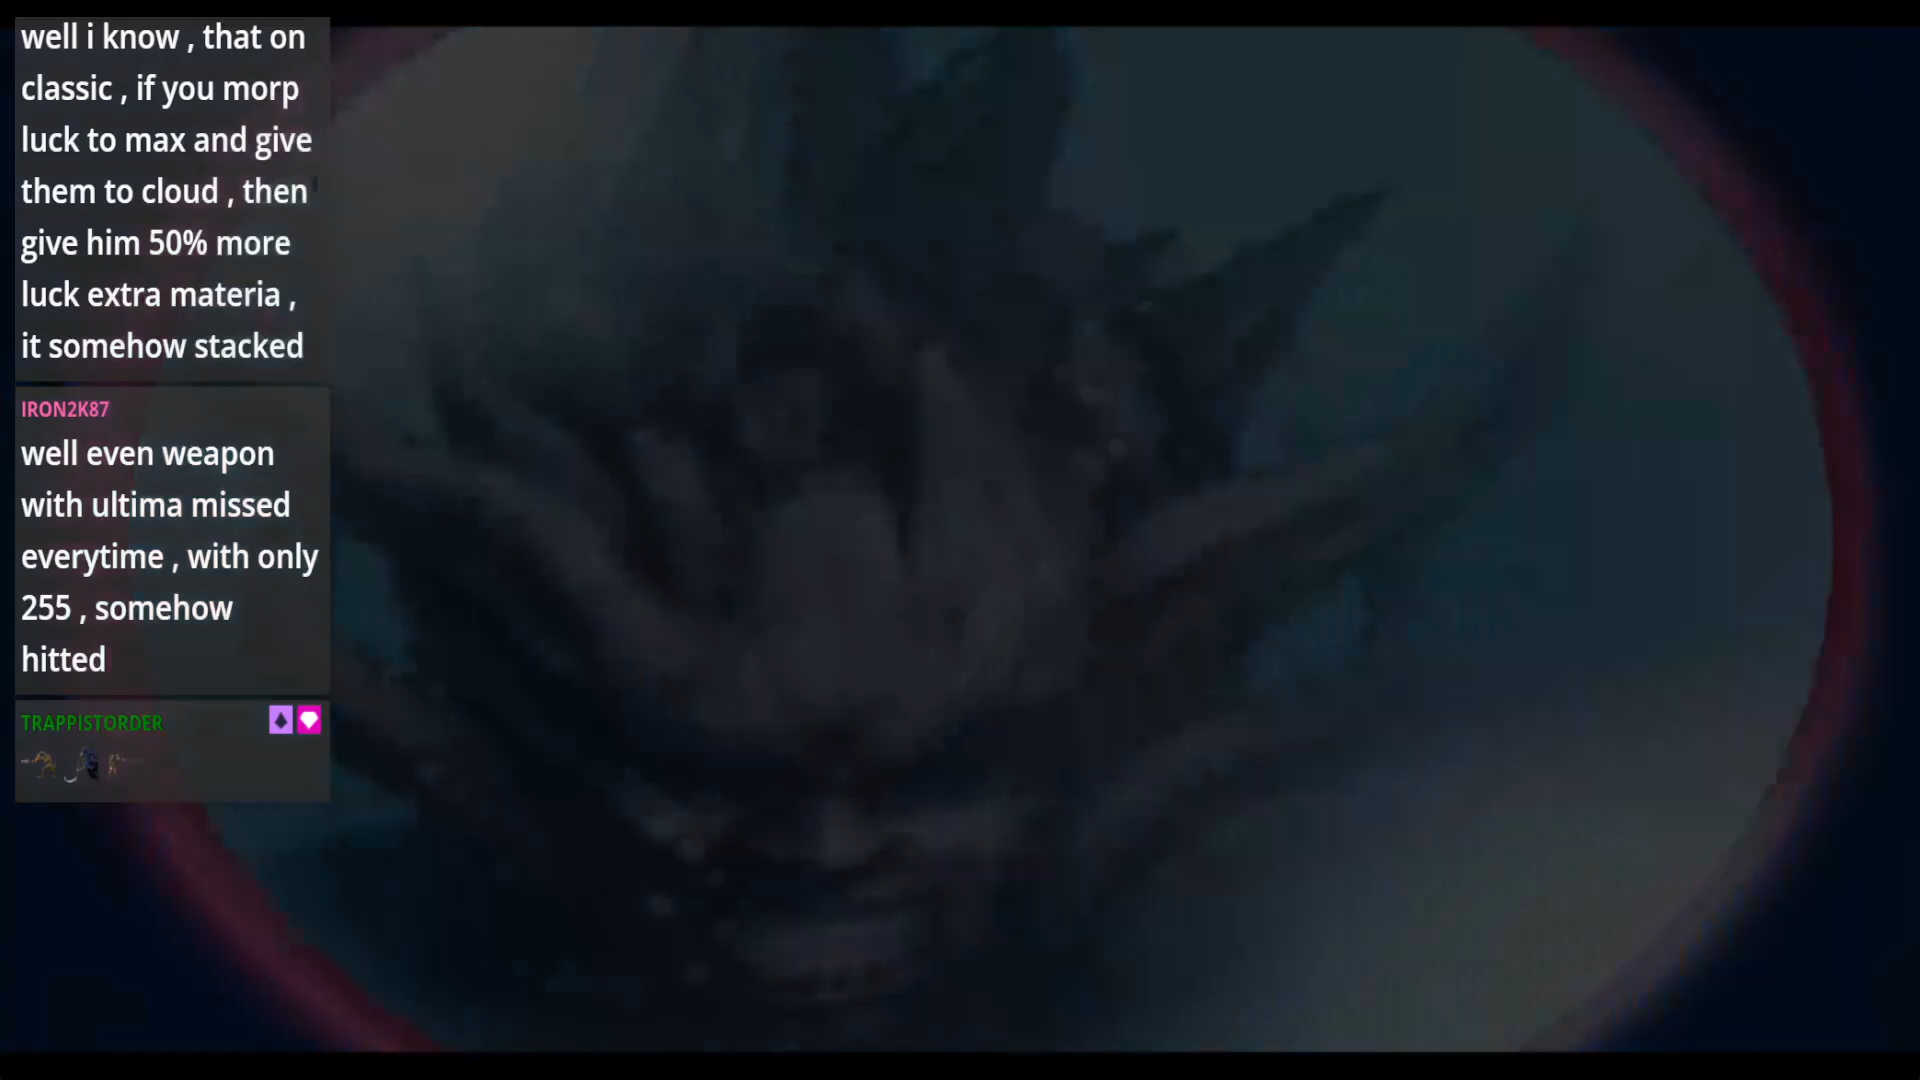 well i know , that on
classic , if you morp
luck to max and give
them to cloud , then
give him 50% more
luck extra materia ,
it somehow stacked
IRON2K87
well even weapon
with ultima missed
everytime , with only
255 , somehow
hitted
TRAPPISTORDER